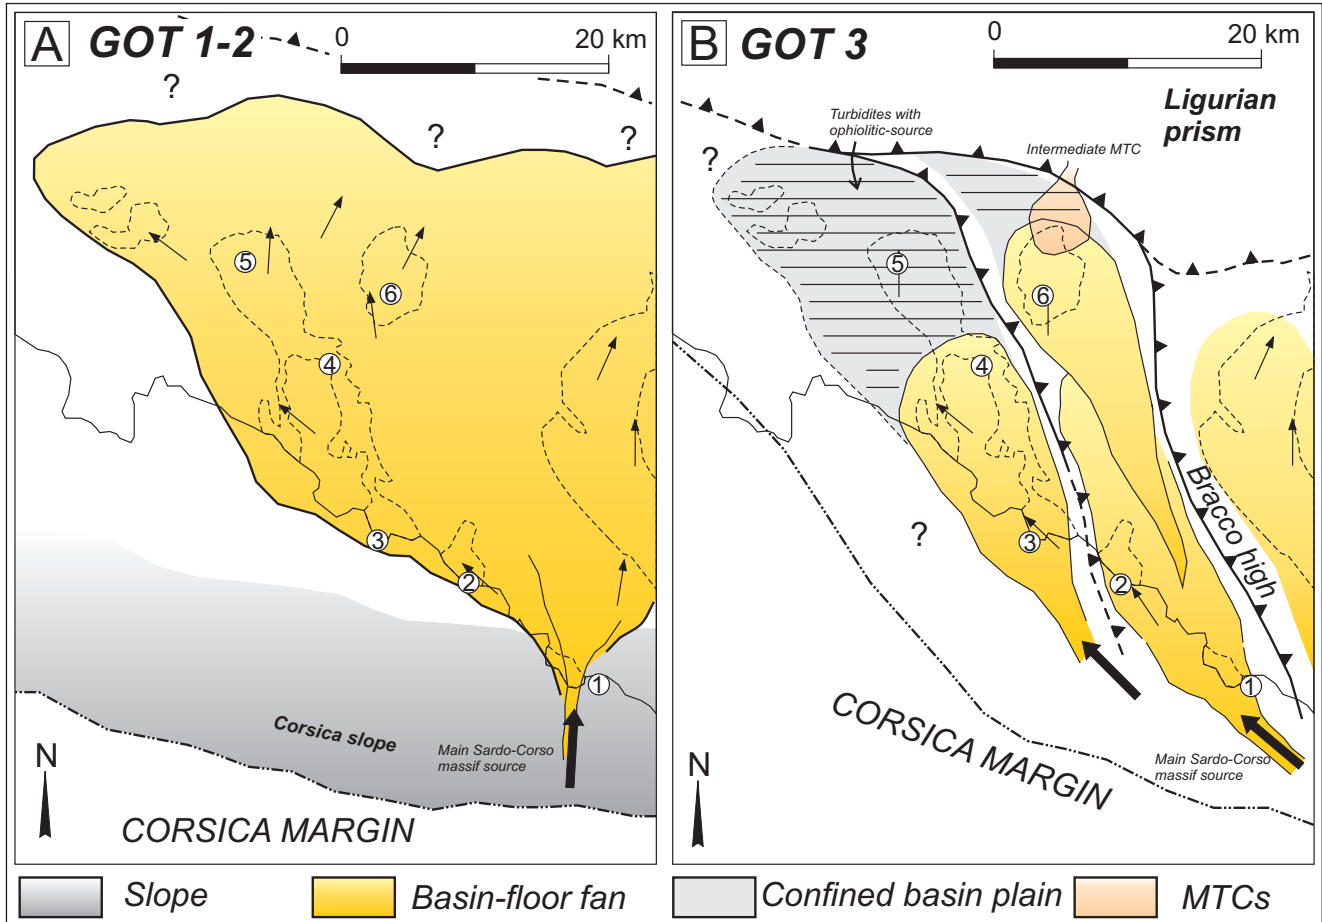 A GOT 1-2
0 20 km
?
?
?
5
6
4
3
2
1
Corsica slope
Main Sardo-Corso
massif source
N
CORSICA MARGIN
B GOT 3
0 20 km
Ligurian
prism
Turbidites with
ophiolitic-source
Intermediate MTC
?
5
6
4
3
?
2
Bracco high
1
CORSICA MARGIN
Main Sardo-Corso
massif source
N
Slope
Basin-floor fan
Confined basin plain
MTCs